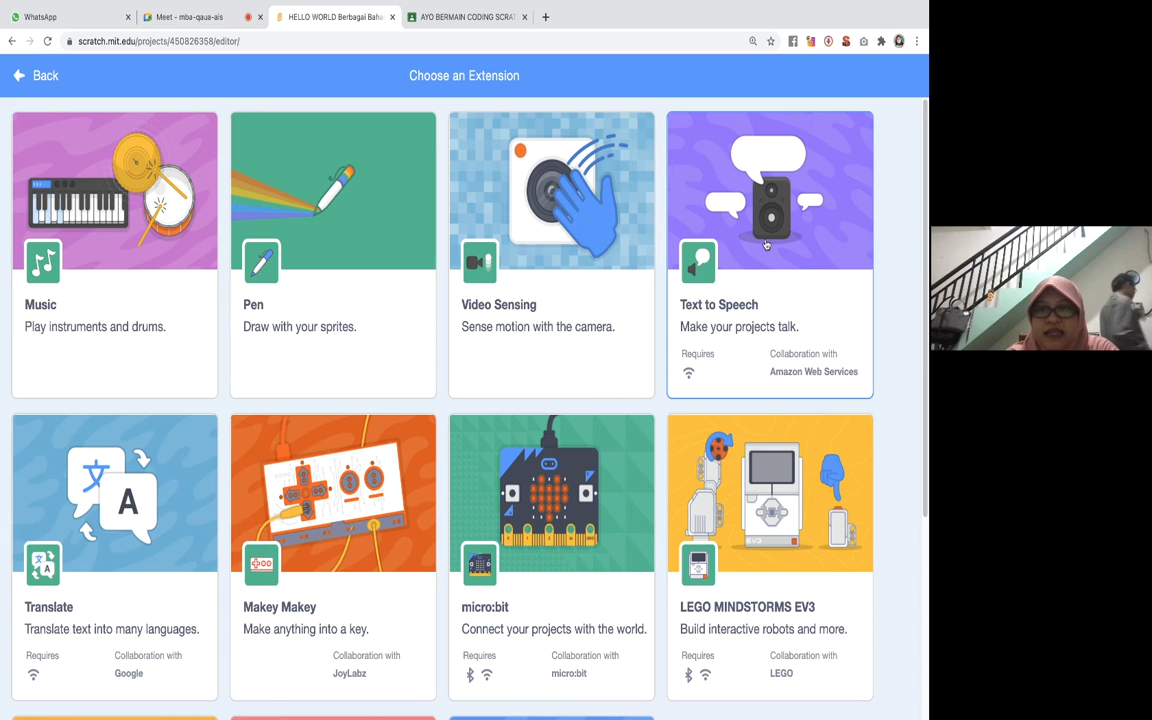 WhatsApp
Meet - mba-qaua-ais
HELLO WORLD Berbagai Baha
AYO BERMAIN CODING SCRAT
scratch.mit.edu/projects/450826358/editor/
Back
Choose an Extension
Music
Play instruments and drums.
Pen
Draw with your sprites.
Video Sensing
Sense motion with the camera.
Text to Speech
Make your projects talk.
Requires
Collaboration with
Amazon Web Services
文
A
文
A
Translate
Translate text into many languages.
Requires
Collaboration with
Google
Makey Makey
Make anything into a key.
Collaboration with
JoyLabz
micro:bit
Connect your projects with the world.
Requires
Collaboration with
micro:bit
EV3
LEGO MINDSTORMS EV3
Build interactive robots and more.
Requires
Collaboration with
LEGO